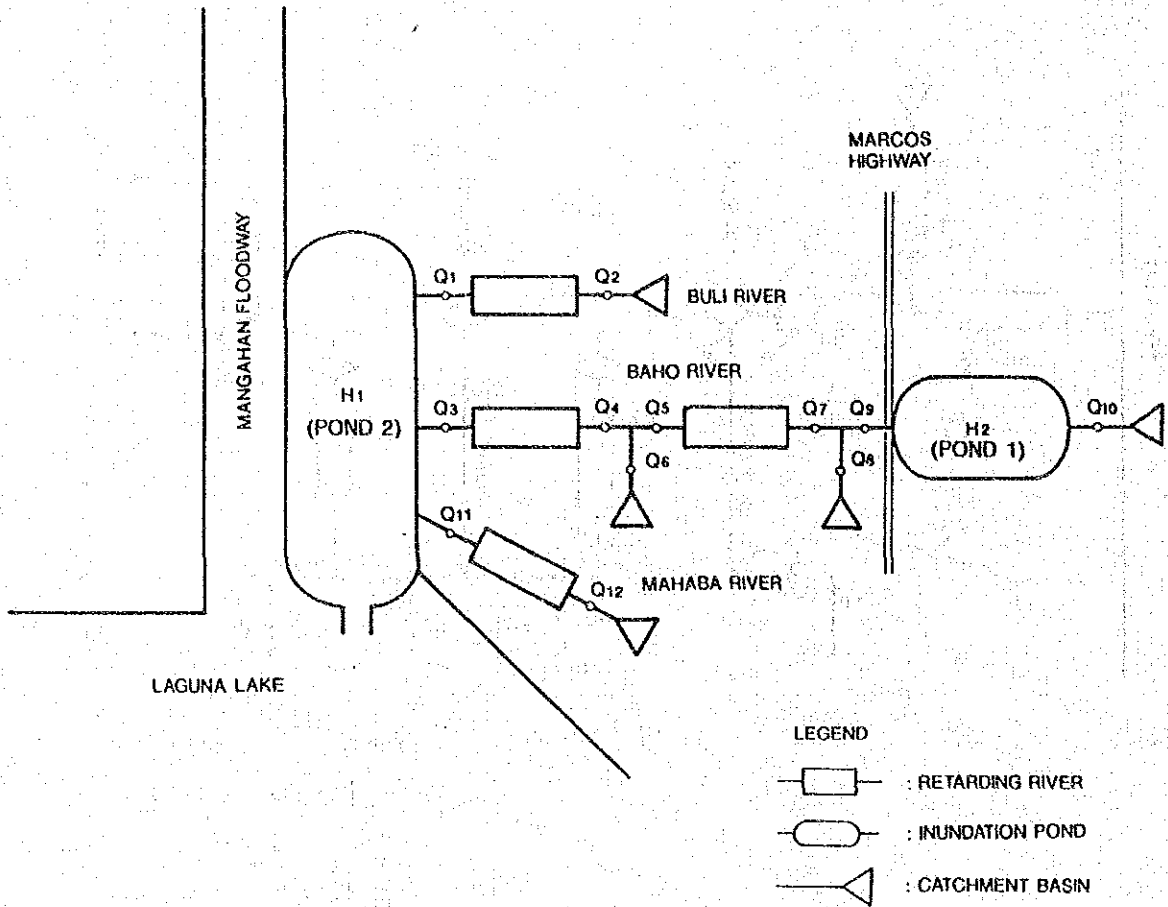 MARCOS
HIGHWAY
MANGAHAN FLOODWAY
Q1
Q2
BULI RIVER
BAHO RIVER
H1
(POND 2)
Q3
Q4
Q5
Q7
Q9
H2
(POND 1)
Q10
Q6
Q8
Q11
MAHABA RIVER
Q12
LAGUNA LAKE
LEGEND
: RETARDING RIVER
: INUNDATION POND
: CATCHMENT BASIN